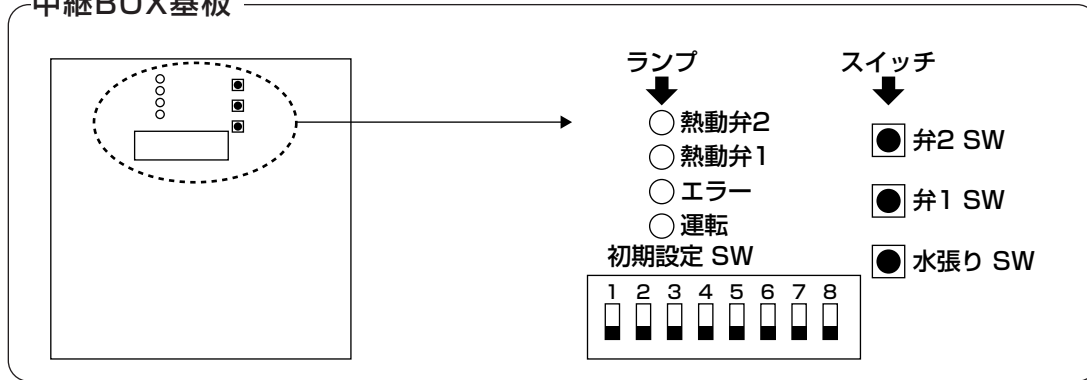 中継BOX基板
ランプ
スイッチ
熱動弁2
熱動弁1
エラー
運転
弁2 SW
弁1 SW
水張り SW
初期設定 SW
1 2 3 4 5 6 7 8